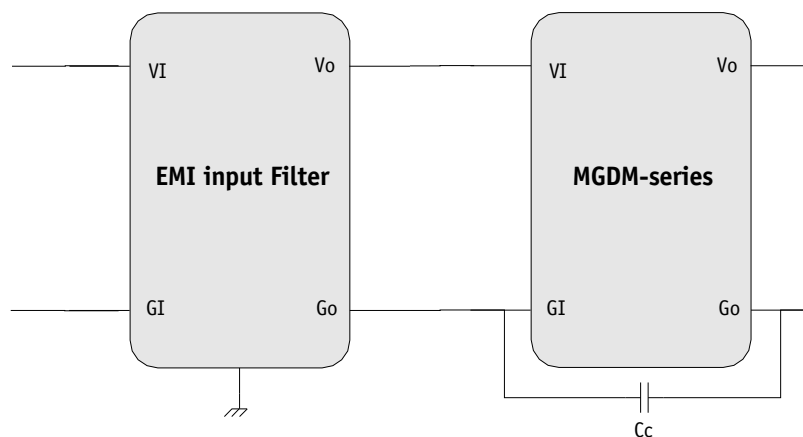 VI Vo VI Vo
EMI input Filter MGDM-series
GI Go GI Go
Cc